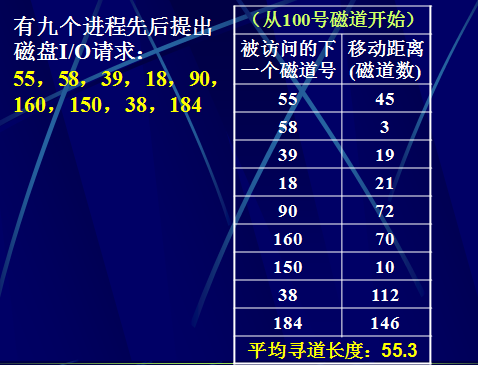 有九个进程先后提出
磁盘I/O请求：
55，58，39，18，90，
160，150，38，184
（从100号磁道开始）
被访问的下一个磁道号 移动距离(磁道数)
55 45
58 3
39 19
18 21
90 72
160 70
150 10
38 112
184 146
平均寻道长度：55.3